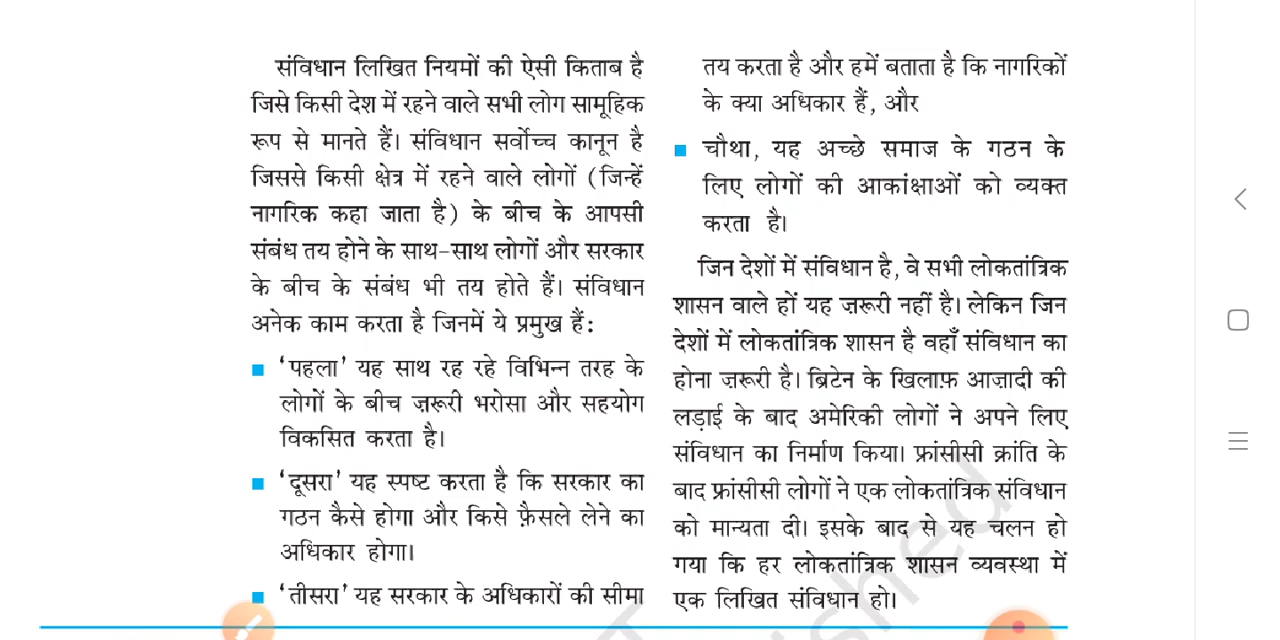 संविधान लिखित नियमों की ऐसी किताब है
जिसे किसी देश में रहने वाले सभी लोग सामूहिक
रूप से मानते हैं। संविधान सर्वोच्च कानून है
जिससे किसी क्षेत्र में रहने वाले लोगों (जिन्हें
नागरिक कहा जाता है) के बीच के आपसी
संबंध तय होने के साथ-साथ लोगों और सरकार
के बीच के संबंध भी तय होते हैं। संविधान
अनेक काम करता है जिनमें ये प्रमुख हैं:
■ ‘पहला’ यह साथ रह रहे विभिन्न तरह के
लोगों के बीच ज़रूरी भरोसा और सहयोग
विकसित करता है।
■ ‘दूसरा’ यह स्पष्ट करता है कि सरकार का
गठन कैसे होगा और किसे फ़ैसले लेने का
अधिकार होगा।
■ ‘तीसरा’ यह सरकार के अधिकारों की सीमा
तय करता है और हमें बताता है कि नागरिकों
के क्या अधिकार हैं, और
■ चौथा, यह अच्छे समाज के गठन के
लिए लोगों की आकांक्षाओं को व्यक्त
करता है।
जिन देशों में संविधान है, वे सभी लोकतांत्रिक
शासन वाले हों यह ज़रूरी नहीं है। लेकिन जिन
देशों में लोकतांत्रिक शासन है वहाँ संविधान का
होना ज़रूरी है। ब्रिटेन के खिलाफ़ आज़ादी की
लड़ाई के बाद अमेरिकी लोगों ने अपने लिए
संविधान का निर्माण किया। फ्रांसीसी क्रांति के
बाद फ्रांसीसी लोगों ने एक लोकतांत्रिक संविधान
को मान्यता दी। इसके बाद से यह चलन हो
गया कि हर लोकतांत्रिक शासन व्यवस्था में
एक लिखित संविधान हो।